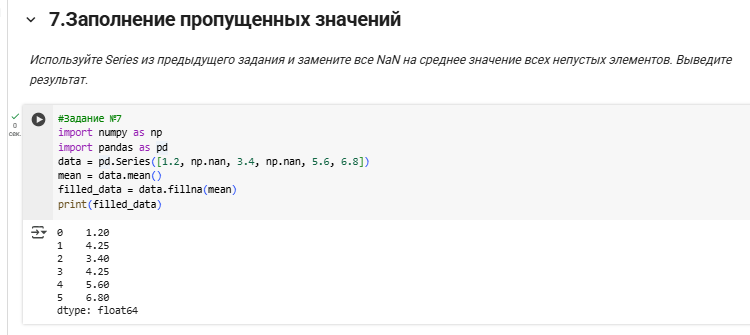 7.Заполнение пропущенных значений
Используйте Series из предыдущего задания и замените все NaN на среднее значение всех непустых элементов. Выведите
результат.
#Задание №7
import numpy as np
import pandas as pd
data = pd.Series([1.2, np.nan, 3.4, np.nan, 5.6, 6.8])
mean = data.mean()
filled_data = data.fillna(mean)
print(filled_data)
0
сек.
0    1.20
1    4.25
2    3.40
3    4.25
4    5.60
5    6.80
dtype: float64